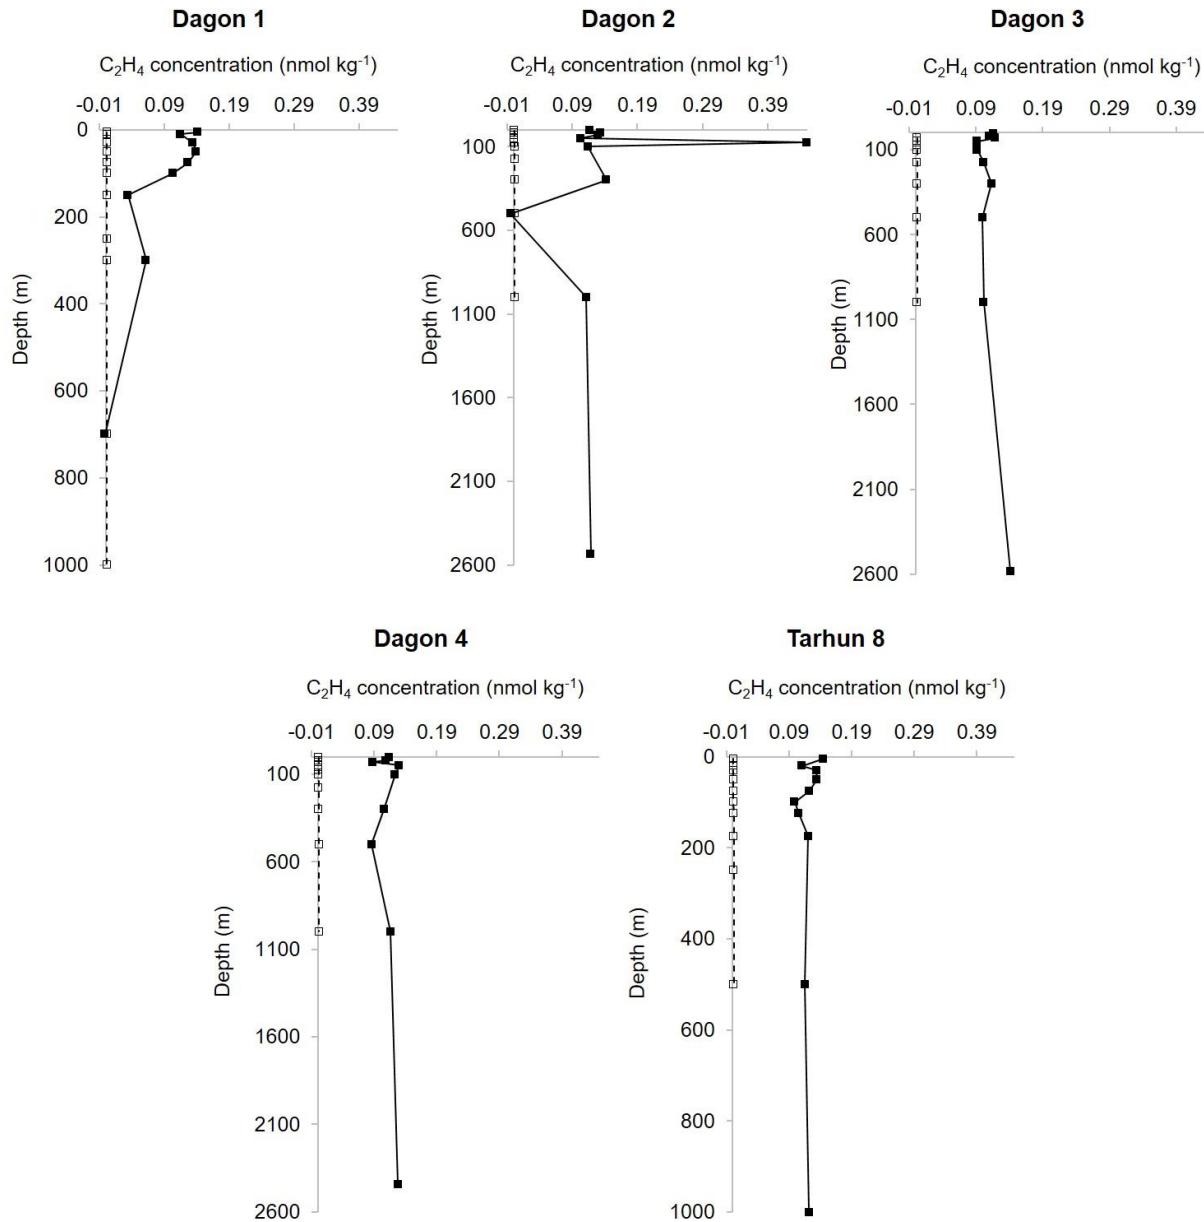 Dagon 1
C₂H₄ concentration (nmol kg⁻¹)
-0.01 0.09 0.19 0.29 0.39
0
200
400
600
800
1000
Depth (m)
Dagon 2
C₂H₄ concentration (nmol kg⁻¹)
-0.01 0.09 0.19 0.29 0.39
100
600
1100
1600
2100
2600
Depth (m)
Dagon 3
C₂H₄ concentration (nmol kg⁻¹)
-0.01 0.09 0.19 0.29 0.39
100
600
1100
1600
2100
2600
Depth (m)
Dagon 4
C₂H₄ concentration (nmol kg⁻¹)
-0.01 0.09 0.19 0.29 0.39
100
600
1100
1600
2100
2600
Depth (m)
Tarhun 8
C₂H₄ concentration (nmol kg⁻¹)
-0.01 0.09 0.19 0.29 0.39
0
200
400
600
800
1000
Depth (m)